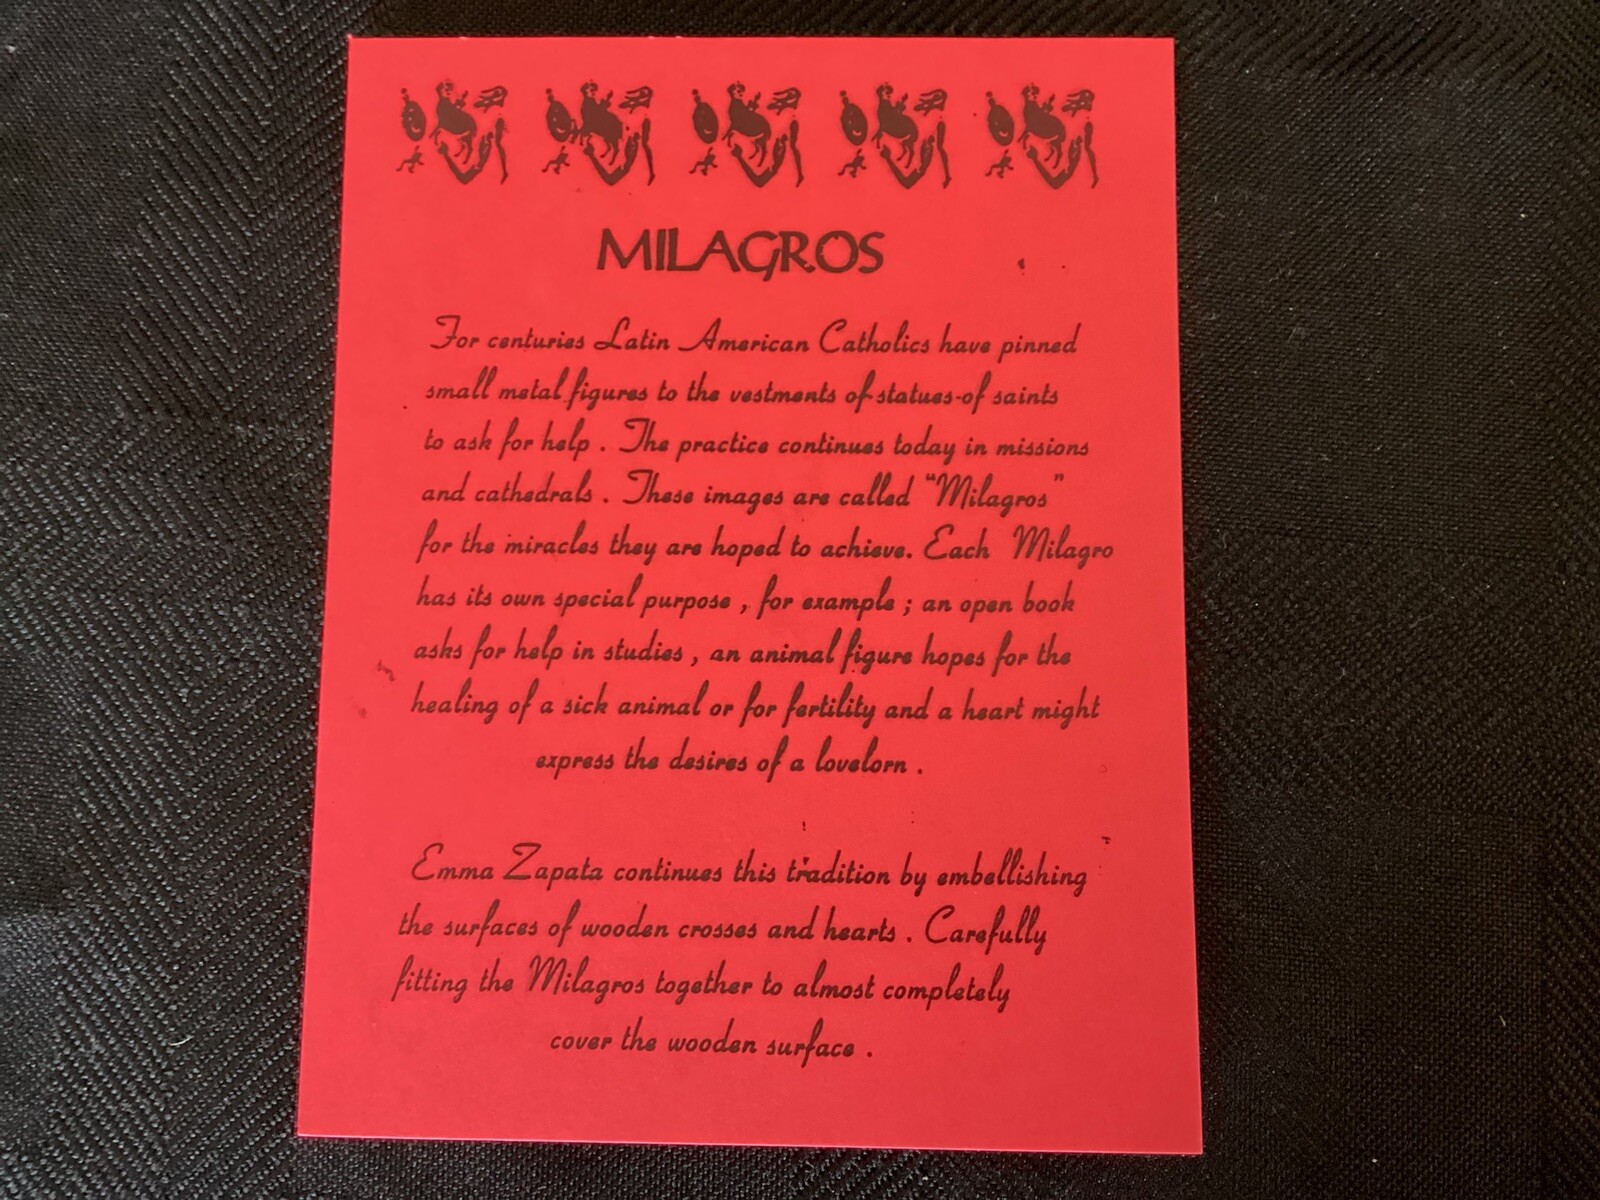 MILAGROS
For centuries Latin American Catholics have pinned
small metal figures to the vestments of statues-of saints
to ask for help . The practice continues today in missions
and cathedrals . These images are called "Milagros"
for the miracles they are hoped to achieve. Each Milagro
has its own special purpose , for example ; an open book
asks for help in studies , an animal figure hopes for the
healing of a sick animal or for fertility and a heart might
express the desires of a lovelorn .
Emma Zapata continues this tradition by embellishing
the surfaces of wooden crosses and hearts . Carefully
fitting the Milagros together to almost completely
cover the wooden surface .